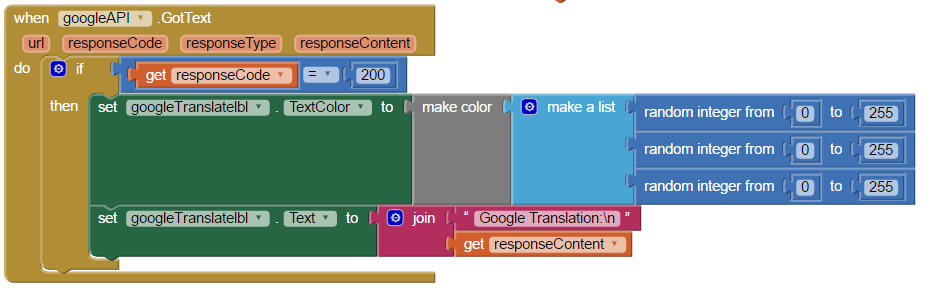 when googleAPI .GotText
url responseCode responseType responseContent
do if get responseCode = 200
then set googleTranslatelbl . TextColor to make color make a list random integer from 0 to 255
random integer from 0 to 255
random integer from 0 to 255
set googleTranslatelbl . Text to join “ Google Translation:\n ”
get responseContent